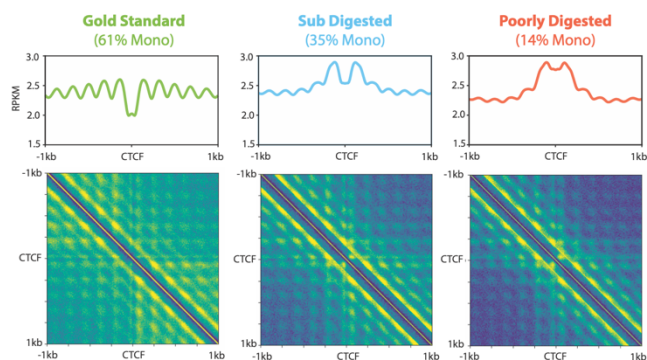 Gold Standard
(61% Mono)
Sub Digested
(35% Mono)
Poorly Digested
(14% Mono)
RPKM
3.0
2.5
2.0
1.5
-1kb
CTCF
1kb
3.0
2.5
2.0
1.5
-1kb
CTCF
1kb
3.0
2.5
2.0
1.5
-1kb
CTCF
1kb
-1kb
CTCF
1kb
-1kb
CTCF
1kb
-1kb
CTCF
1kb
-1kb
CTCF
1kb
-1kb
CTCF
1kb
-1kb
CTCF
1kb